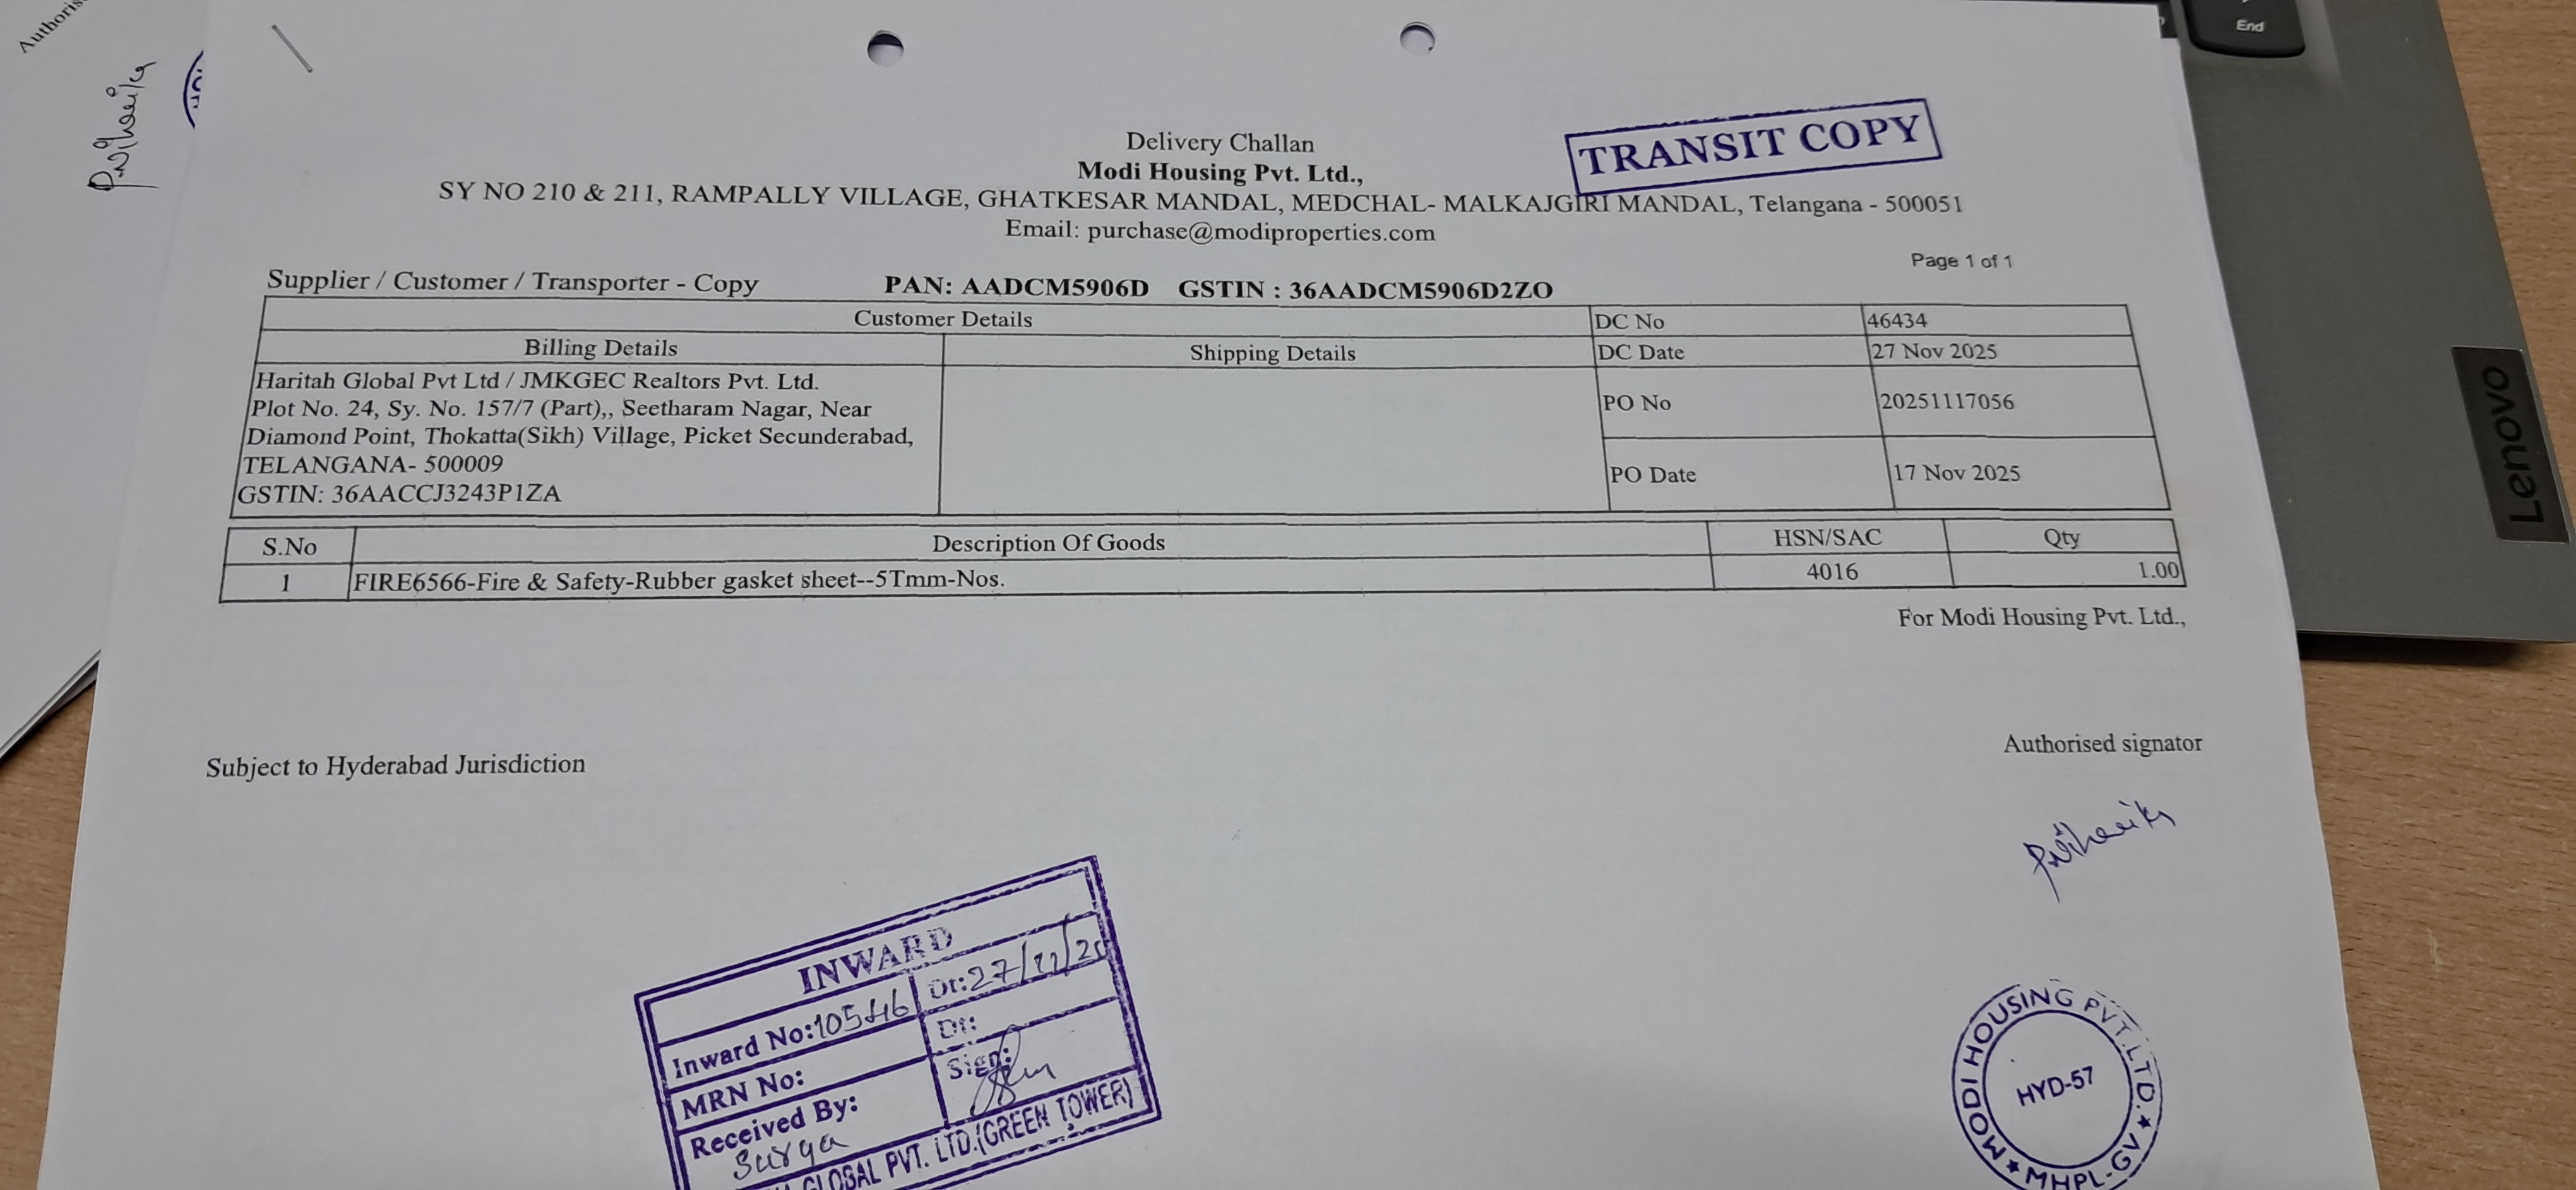 Authoris
End
Lenovo
TRANSIT COPY
Delivery Challan
Modi Housing Pvt. Ltd.,
SY NO 210 & 211, RAMPALLY VILLAGE, GHATKESAR MANDAL, MEDCHAL- MALKAJGIRI MANDAL, Telangana - 500051
Email: purchase@modiproperties.com
Page 1 of 1
Supplier / Customer / Transporter - Copy PAN: AADCM5906D GSTIN : 36AADCM5906D2ZO
Customer Details
DC No 46434
Billing Details Shipping Details
DC Date 27 Nov 2025
Haritah Global Pvt Ltd / JMKGEC Realtors Pvt. Ltd.
Plot No. 24, Sy. No. 157/7 (Part),, Seetharam Nagar, Near
Diamond Point, Thokatta(Sikh) Village, Picket Secunderabad,
TELANGANA- 500009
GSTIN: 36AACCJ3243P1ZA
PO No 20251117056
PO Date 17 Nov 2025
S.No Description Of Goods HSN/SAC Qty
1 FIRE6566-Fire & Safety-Rubber gasket sheet--5Tmm-Nos. 4016 1.00
For Modi Housing Pvt. Ltd.,
Subject to Hyderabad Jurisdiction
Authorised signator
INWARD
Inward No:10546 Dt:27/11/20
MRN No: Dt:
Received By: Sign:
Surya
GLOBAL PVT. LTD.(GREEN TOWER)
MODI HOUSING PVT.LTD.
HYD-57
MHPL-GV